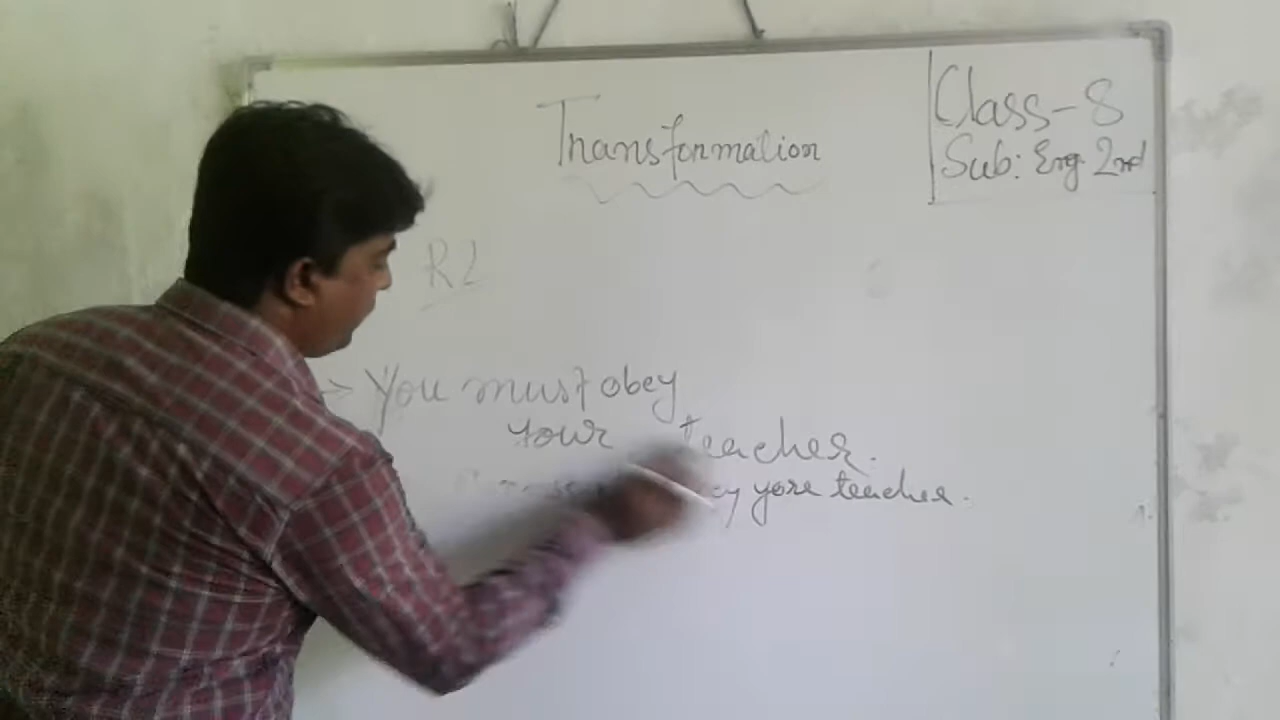 Transformation
Class-8
Sub: Eng 2nd
R2
→ You must obey
your teacher.
your teacher.